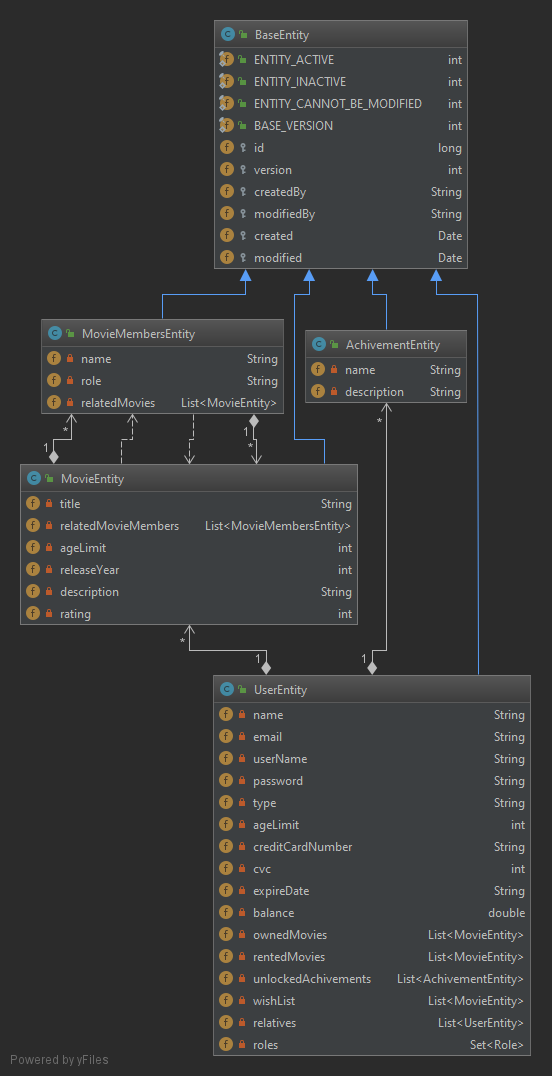 BaseEntity
ENTITY_ACTIVE int
ENTITY_INACTIVE int
ENTITY_CANNOT_BE_MODIFIED int
BASE_VERSION int
id long
version int
createdBy String
modifiedBy String
created Date
modified Date
MovieMembersEntity
name String
role String
relatedMovies List<MovieEntity>
AchivementEntity
name String
description String
* 1
1 *
*
MovieEntity
title String
relatedMovieMembers List<MovieMembersEntity>
ageLimit int
releaseYear int
description String
rating int
* 1 1
UserEntity
name String
email String
userName String
password String
type String
ageLimit int
creditCardNumber String
cvc int
expireDate String
balance double
ownedMovies List<MovieEntity>
rentedMovies List<MovieEntity>
unlockedAchivements List<AchivementEntity>
wishList List<MovieEntity>
relatives List<UserEntity>
roles Set<Role>
Powered by yFiles